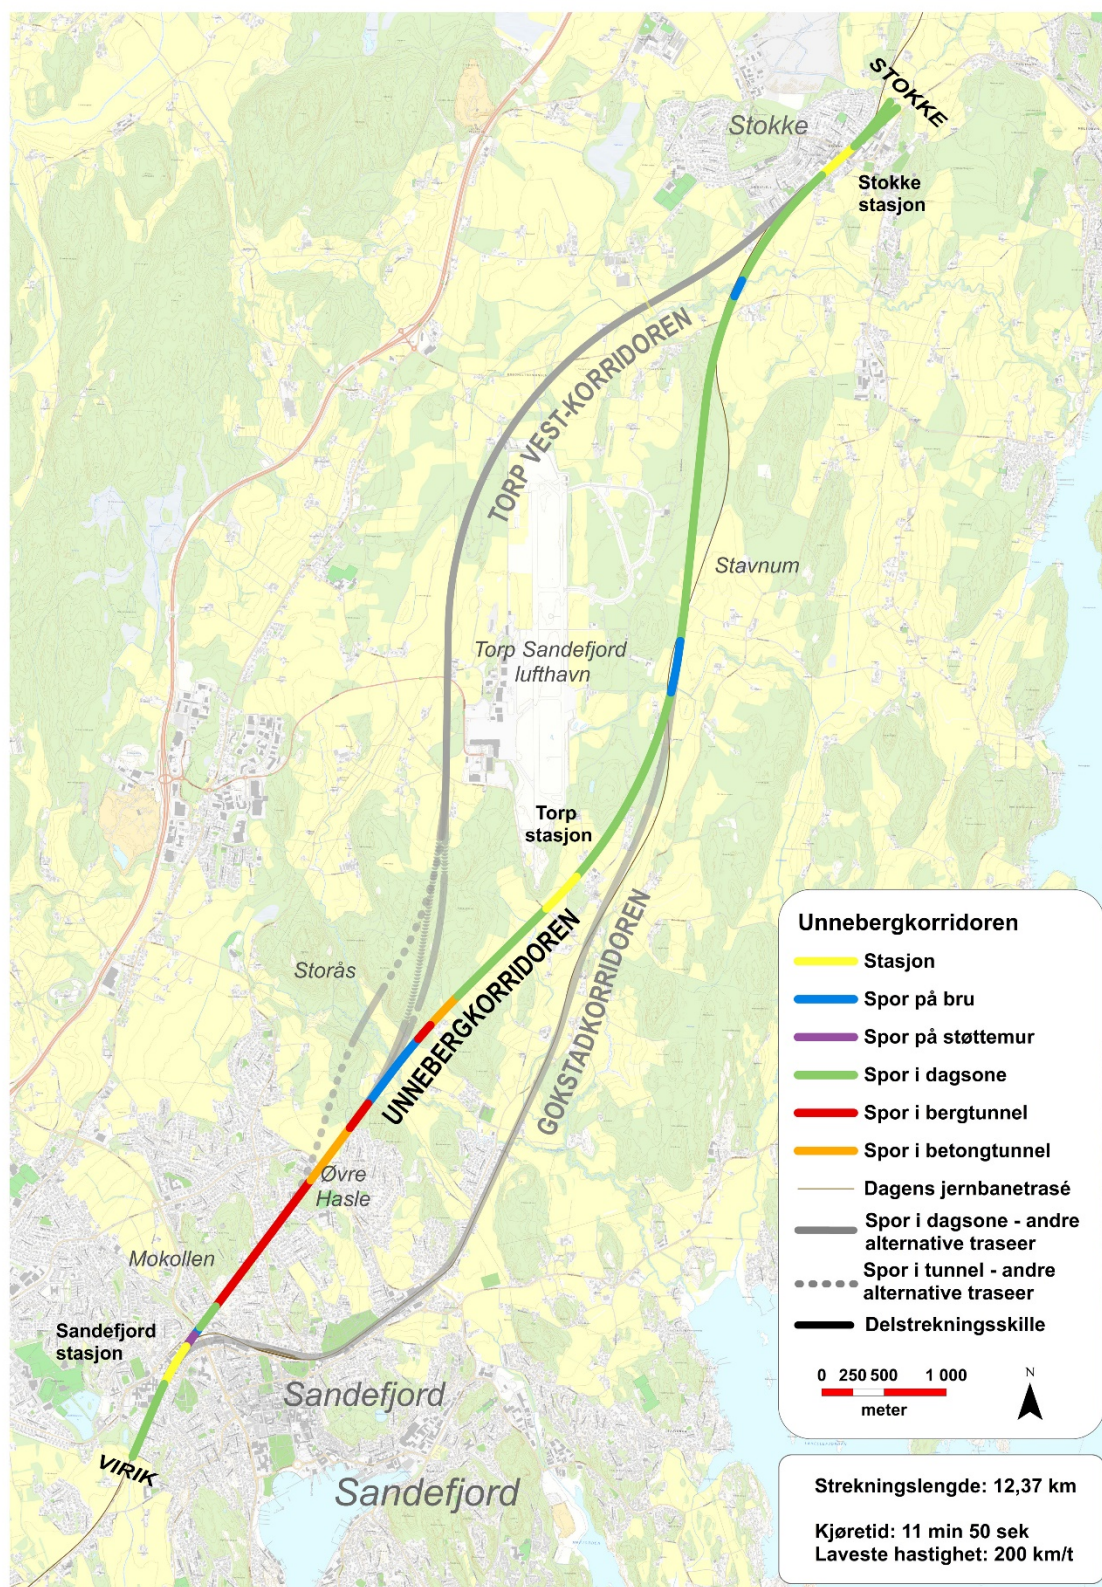 STOKKE
Stokke
Stokke
stasjon
TORP VEST-KORRIDOREN
Stavnum
Torp Sandefjord
lufthavn
Torp
stasjon
Storås
UNNEBERGKORRIDOREN
GOKSTADKORRIDOREN
Øvre
Hasle
Mokollen
Sandefjord
stasjon
Sandefjord
VIRIK
Sandefjord
Unnebergkorridoren
Stasjon
Spor på bru
Spor på støttemur
Spor i dagsone
Spor i bergtunnel
Spor i betongtunnel
Dagens jernbanetrasé
Spor i dagsone - andre
alternative traseer
Spor i tunnel - andre
alternative traseer
Delstrekningsskille
0 250 500 1 000
meter
N
Strekningslengde: 12,37 km
Kjøretid: 11 min 50 sek
Laveste hastighet: 200 km/t